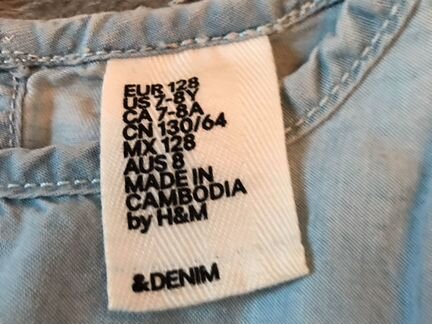 EUR 128
US 7-8Y
CA 7-8A
CN 130/64
MX 128
AUS 8
MADE IN
CAMBODIA
by H&M
&DENIM